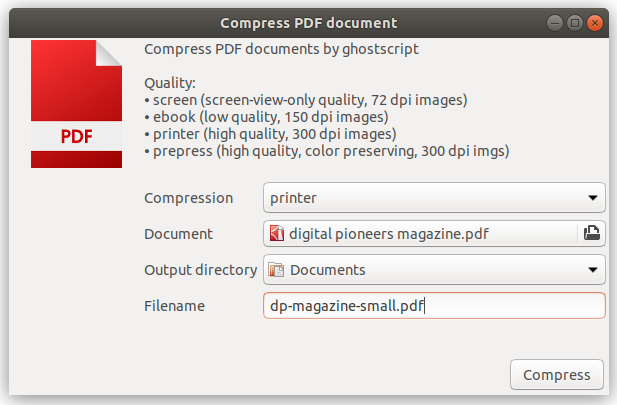 Compress PDF document
Compress PDF documents by ghostscript
Quality:
• screen (screen-view-only quality, 72 dpi images)
• ebook (low quality, 150 dpi images)
• printer (high quality, 300 dpi images)
• prepress (high quality, color preserving, 300 dpi imgs)
PDF
Compression printer
Document digital pioneers magazine.pdf
Output directory Documents
Filename dp-magazine-small.pdf
Compress